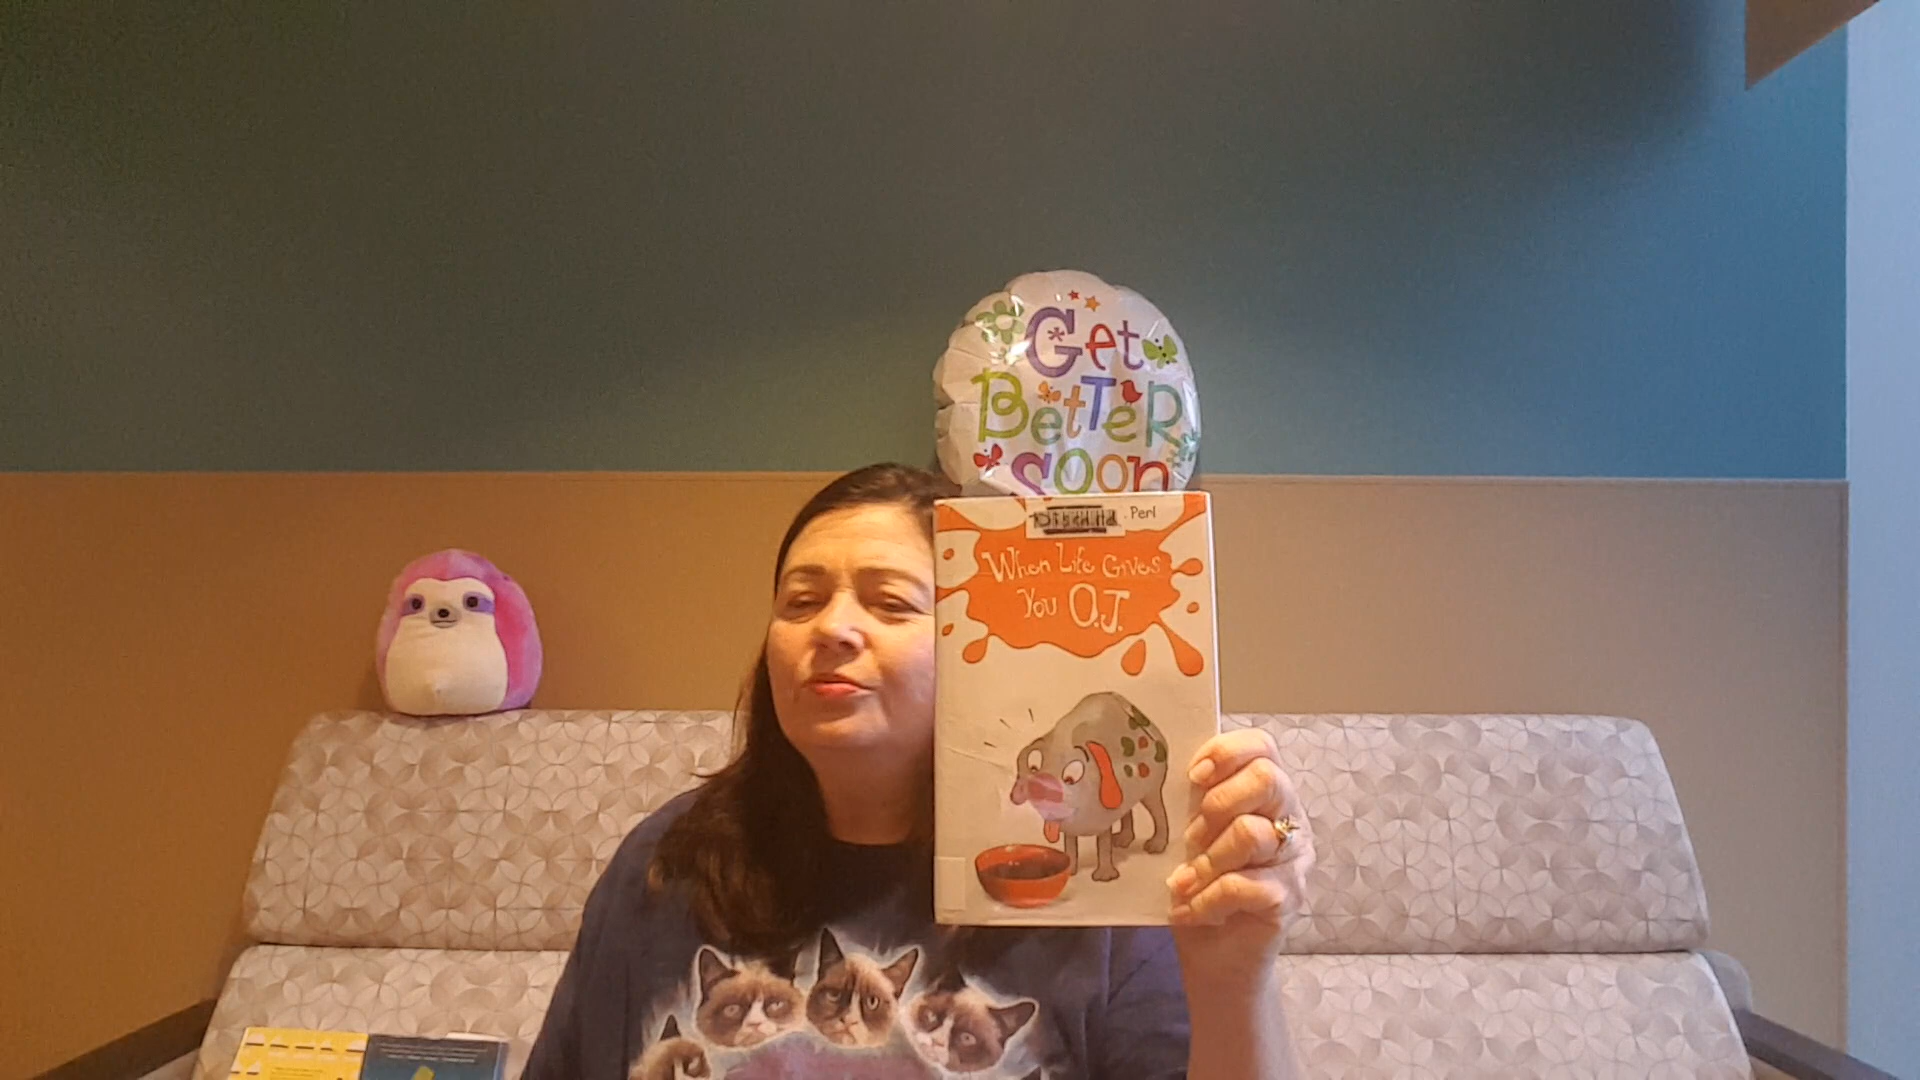 Get
Better
Soon
Perl
When Life Gives
You O.J.